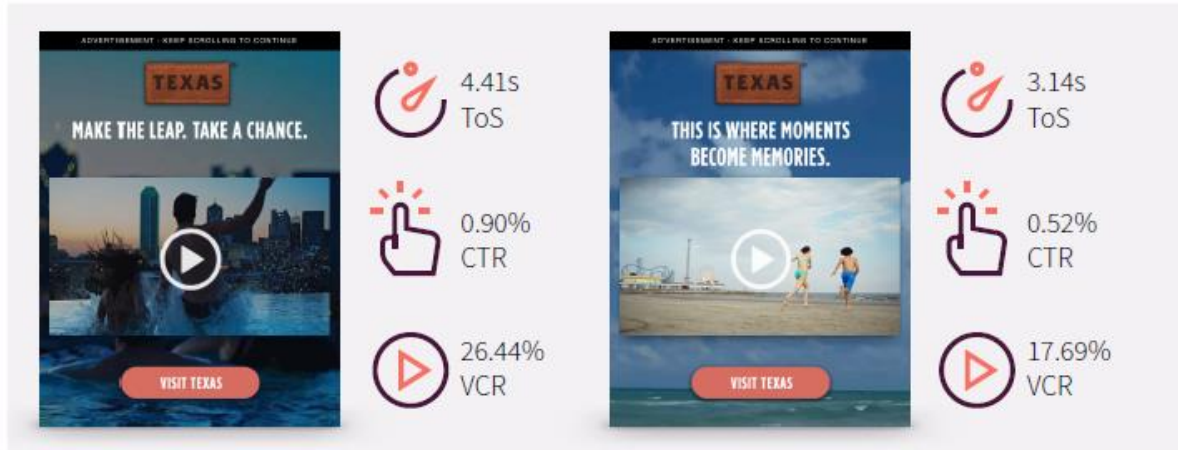 ADVERTISEMENT - KEEP SCROLLING TO CONTINUE
TEXAS
MAKE THE LEAP. TAKE A CHANCE.
VISIT TEXAS
4.41s
ToS
0.90%
CTR
26.44%
VCR
ADVERTISEMENT - KEEP SCROLLING TO CONTINUE
TEXAS
THIS IS WHERE MOMENTS
BECOME MEMORIES.
VISIT TEXAS
3.14s
ToS
0.52%
CTR
17.69%
VCR